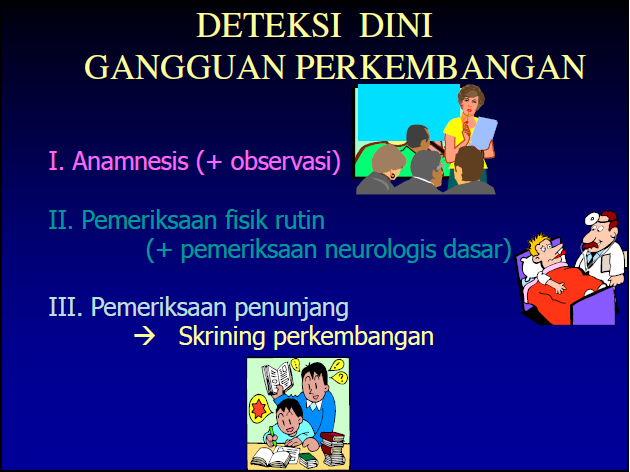 DETEKSI DINI
GANGGUAN PERKEMBANGAN
I. Anamnesis (+ observasi)
II. Pemeriksaan fisik rutin
(+ pemeriksaan neurologis dasar)
III. Pemeriksaan penunjang
→ Skrining perkembangan